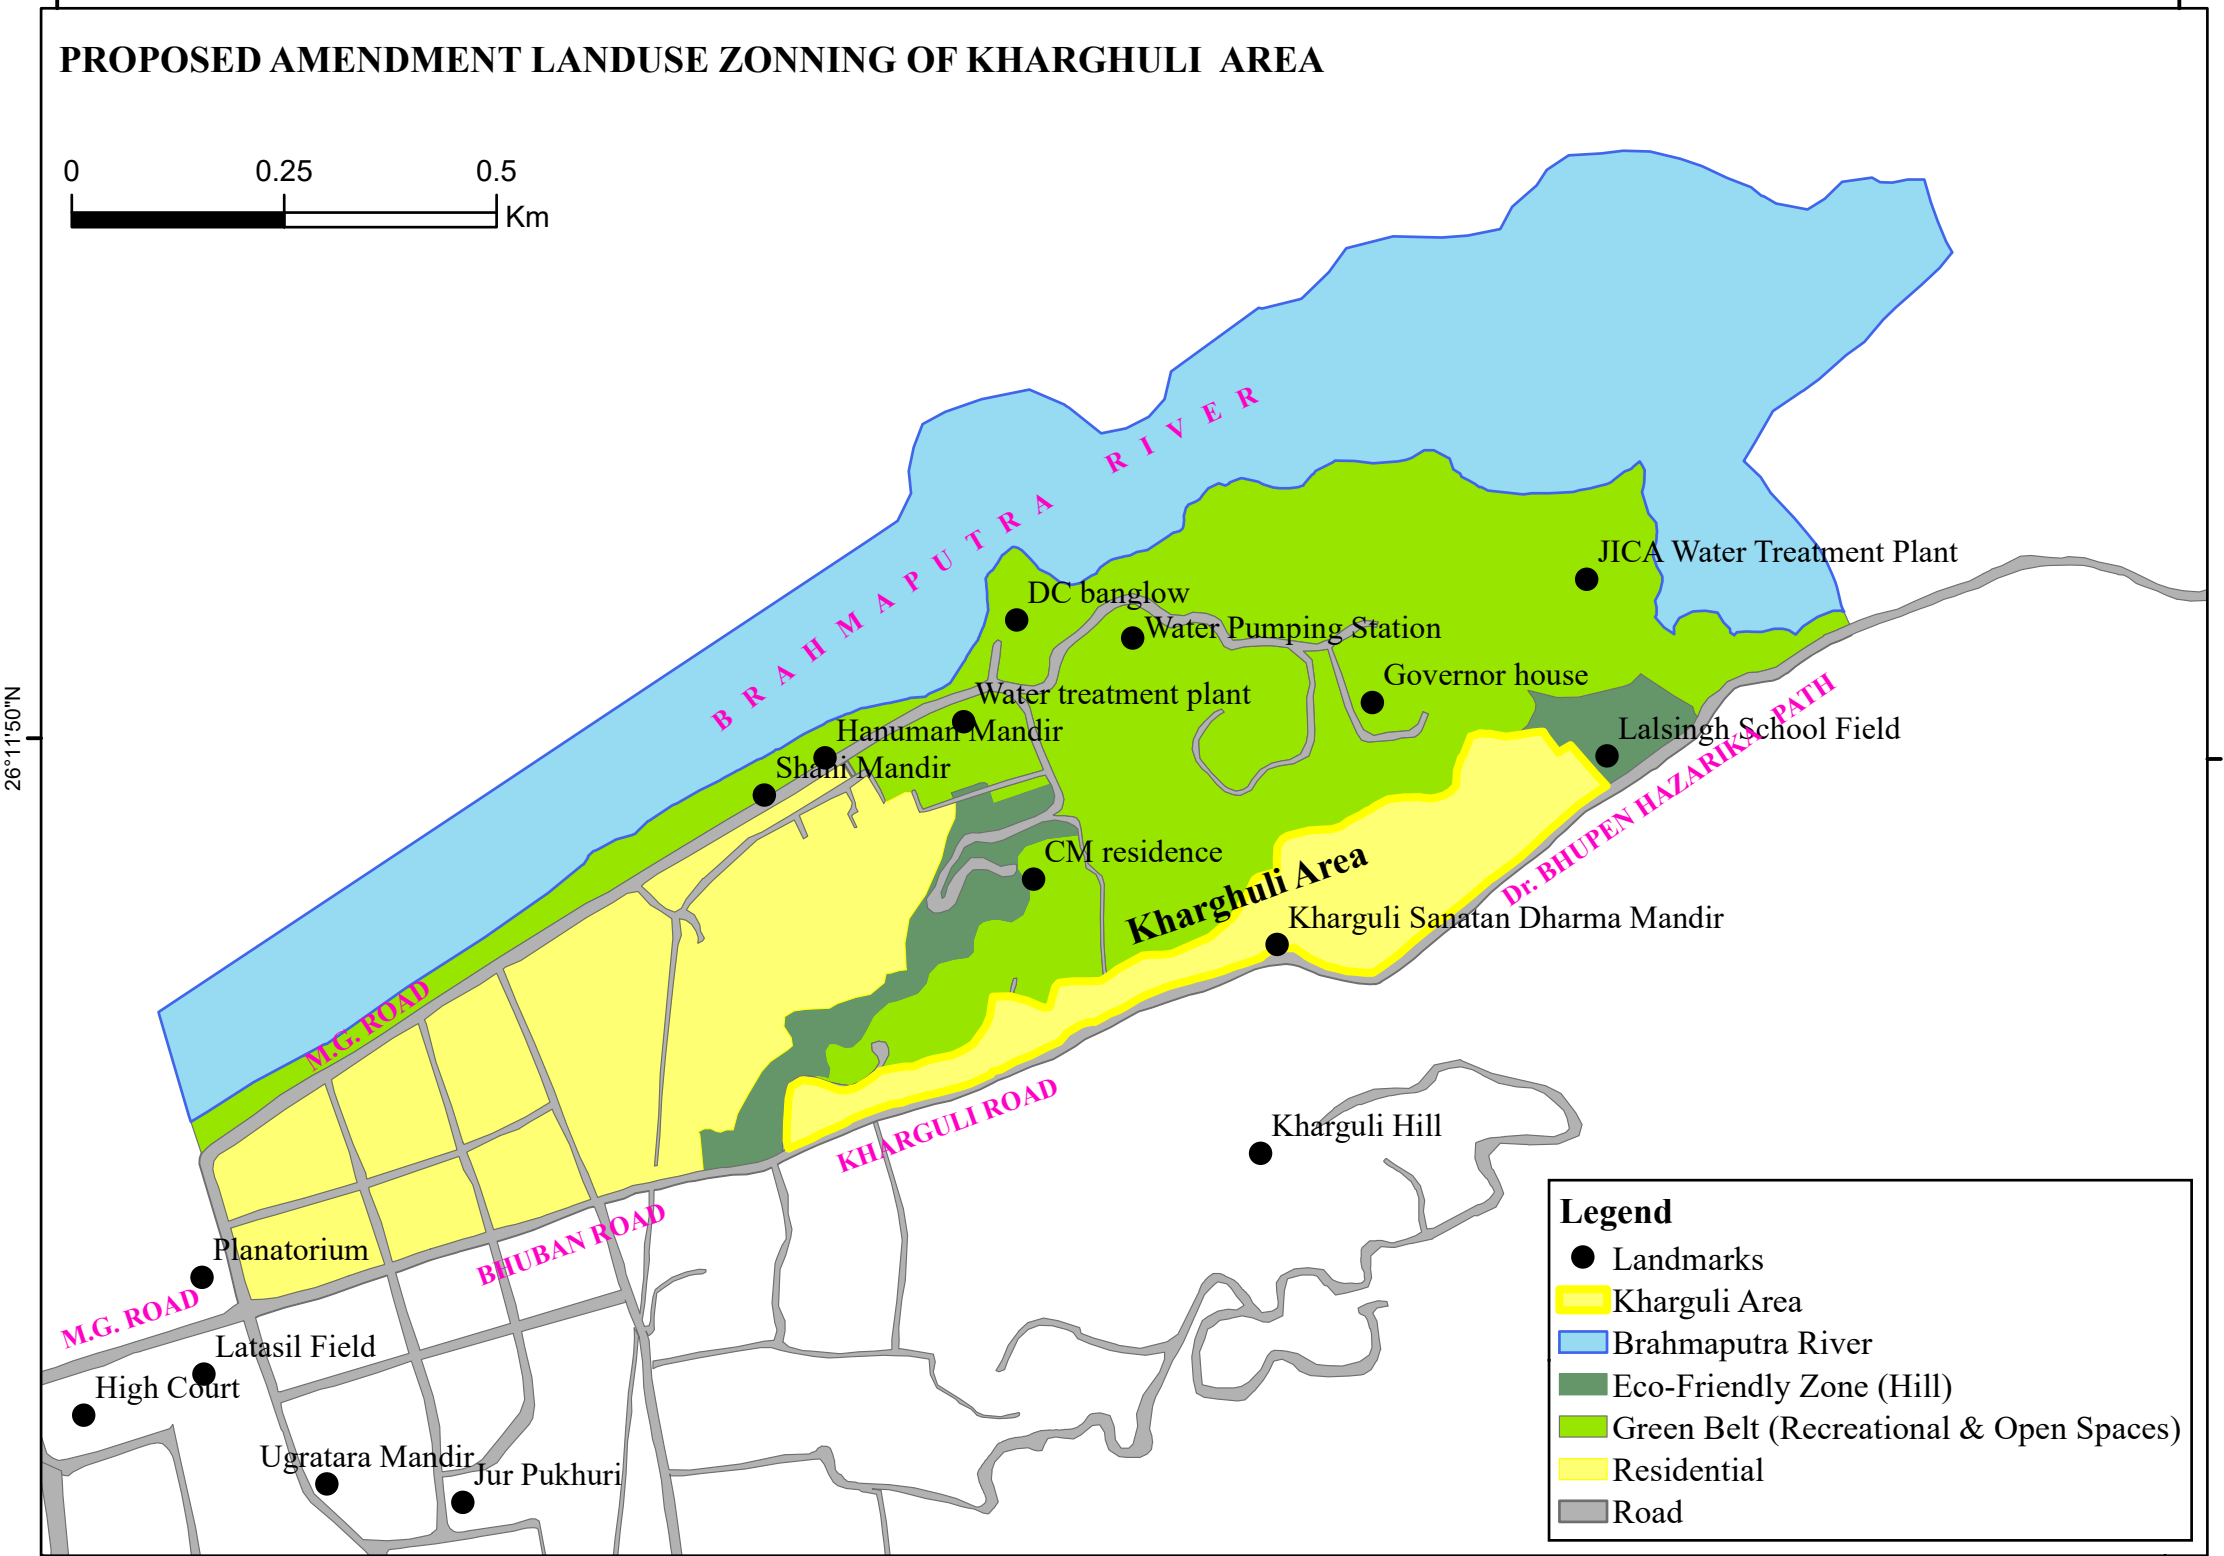 PROPOSED AMENDMENT LANDUSE ZONNING OF KHARGHULI AREA
0 0.25 0.5
Km
BRAHMAPUTRA RIVER
JICA Water Treatment Plant
DC banglow
Water Pumping Station
Governor house
Water treatment plant
26°11'50"N
Hanuman Mandir
Lalsingh School Field
Shani Mandir
Dr. BHUPEN HAZARIKA PATH
CM residence
Kharghuli Area
Kharguli Sanatan Dharma Mandir
M.G. ROAD
KHARGULI ROAD
Kharguli Hill
BHUBAN ROAD
Planatorium
M.G. ROAD
Latasil Field
High Court
Ugratara Mandir
Jur Pukhuri
Legend
Landmarks
Kharguli Area
Brahmaputra River
Eco-Friendly Zone (Hill)
Green Belt (Recreational & Open Spaces)
Residential
Road